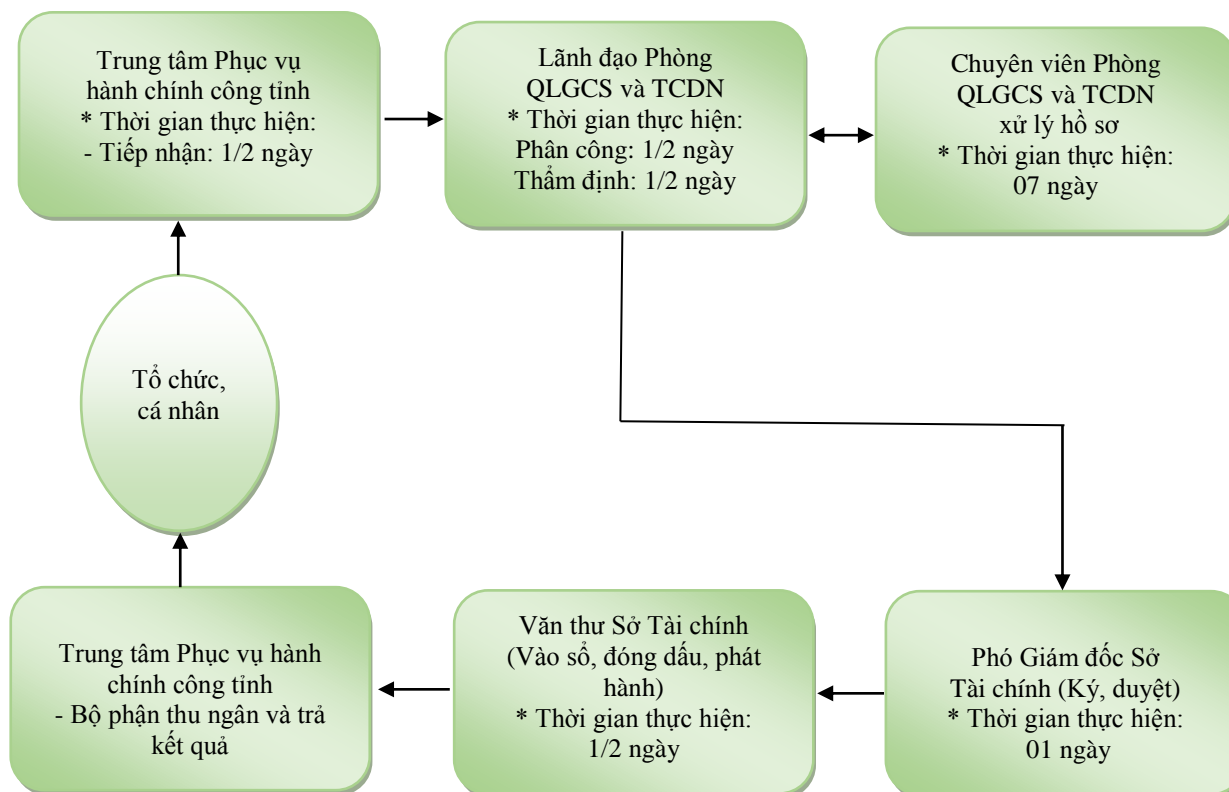 Trung tâm Phục vụ
hành chính công tỉnh
* Thời gian thực hiện:
- Tiếp nhận: 1/2 ngày
Lãnh đạo Phòng
QLGCS và TCDN
* Thời gian thực hiện:
Phân công: 1/2 ngày
Thẩm định: 1/2 ngày
Chuyên viên Phòng
QLGCS và TCDN
xử lý hồ sơ
* Thời gian thực hiện:
07 ngày
Tổ chức,
cá nhân
Trung tâm Phục vụ hành
chính công tỉnh
- Bộ phận thu ngân và trả
kết quả
Văn thư Sở Tài chính
(Vào sổ, đóng dấu, phát
hành)
* Thời gian thực hiện:
1/2 ngày
Phó Giám đốc Sở
Tài chính (Ký, duyệt)
* Thời gian thực hiện:
01 ngày